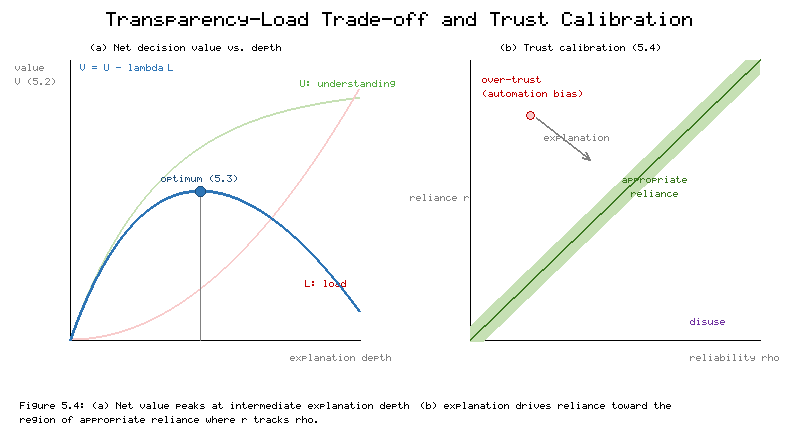 Transparency-Load Trade-off and Trust Calibration
(a) Net decision value vs. depth
value
V (5.2)
V = U - lambda L
U: understanding
optimum (5.3)
L: load
explanation depth
(b) Trust calibration (5.4)
over-trust
(automation bias)
explanation
appropriate
reliance
reliance r
disuse
reliability rho
Figure 5.4: (a) Net value peaks at intermediate explanation depth  (b) explanation drives reliance toward the
region of appropriate reliance where r tracks rho.